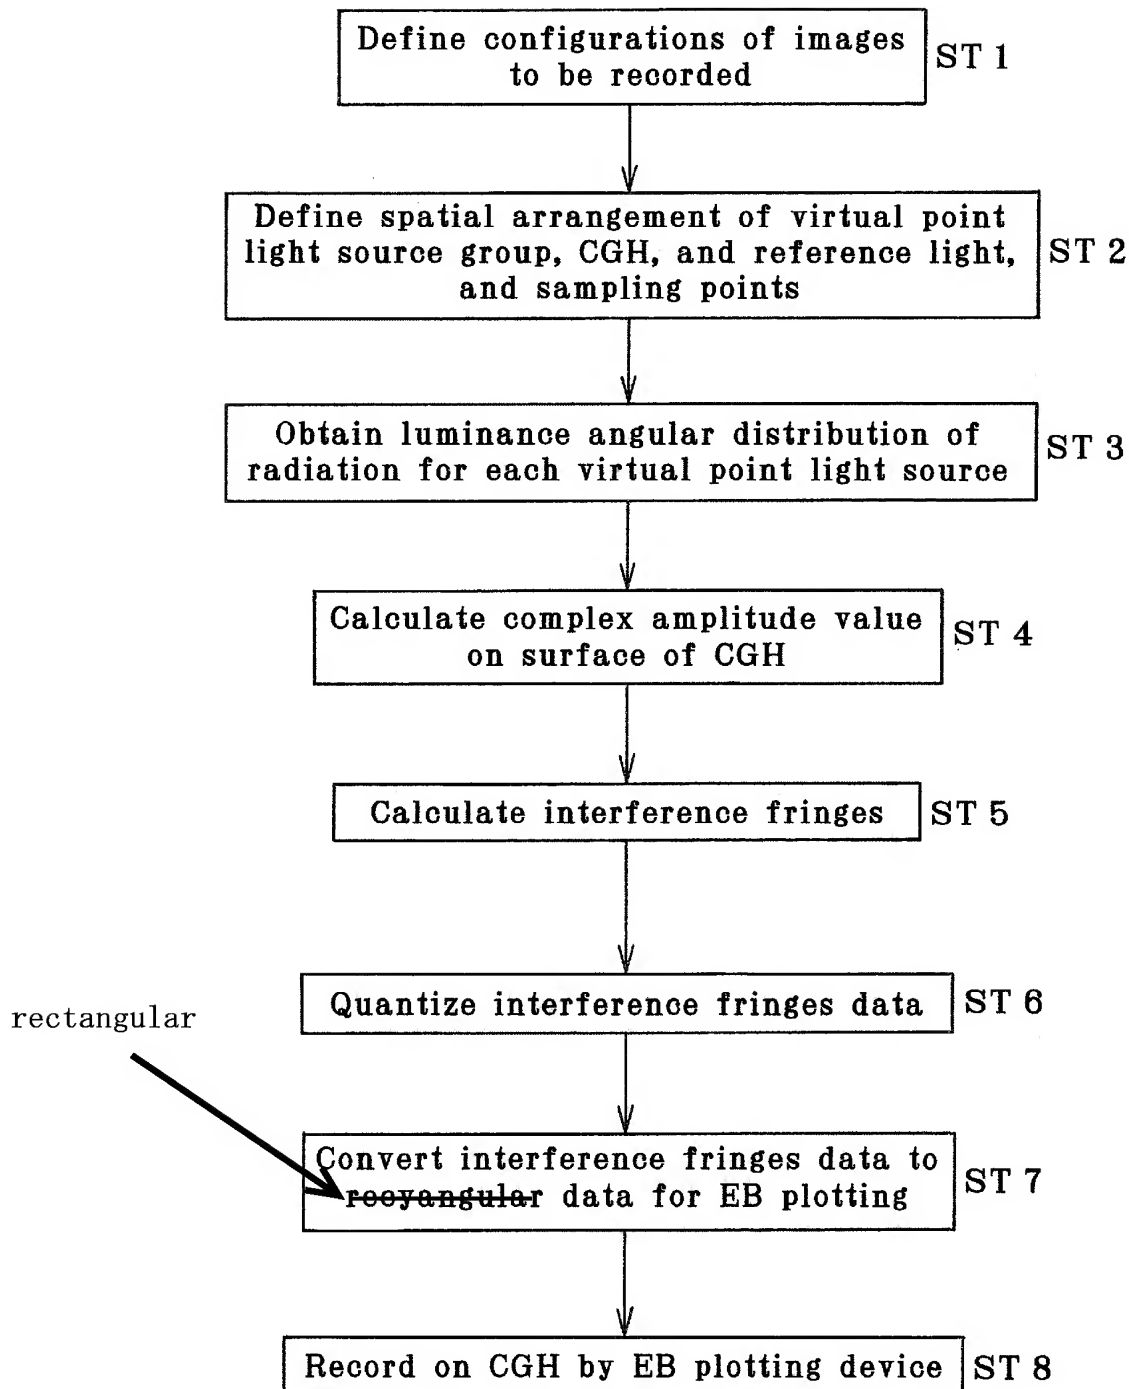 Define configurations of images
to be recorded
ST 1
Define spatial arrangement of virtual point
light source group, CGH, and reference light,
and sampling points
ST 2
Obtain luminance angular distribution of
radiation for each virtual point light source
ST 3
Calculate complex amplitude value
on surface of CGH
ST 4
Calculate interference fringes
ST 5
Quantize interference fringes data
ST 6
rectangular
Convert interference fringes data to
recyangular data for EB plotting
ST 7
Record on CGH by EB plotting device
ST 8